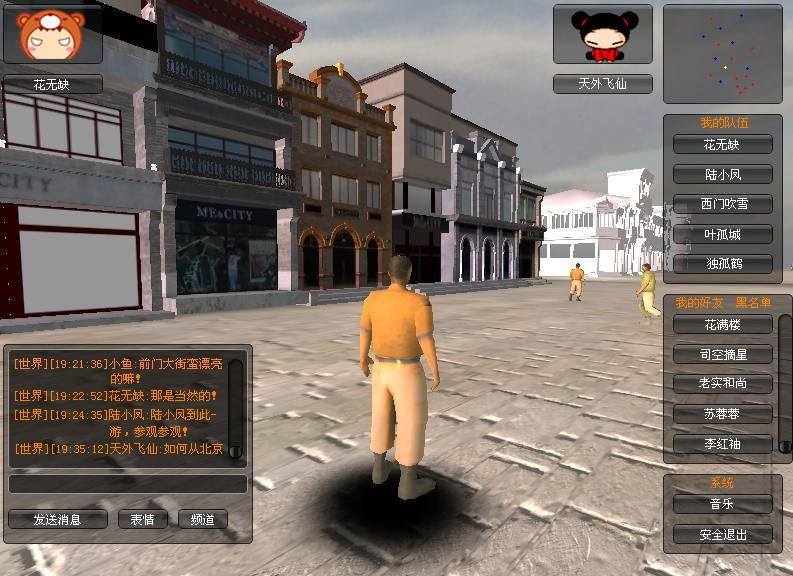 花无缺
天外飞仙
CITY
ME&CITY
我的队伍
花无缺
陆小凤
西门吹雪
叶孤城
独孤鹤
我的好友 黑名单
花满楼
司空摘星
老实和尚
苏蓉蓉
李红袖
系统
音乐
安全退出
[世界][19:21:36]小鱼:前门大街蛮漂亮
的嘛!
[世界][19:22:52]花无缺:那是当然的!
[世界][19:24:35]陆小凤:陆小凤到此一
游，参观参观!
[世界][19:35:12]天外飞仙:如何从北京
发送消息
表情
频道